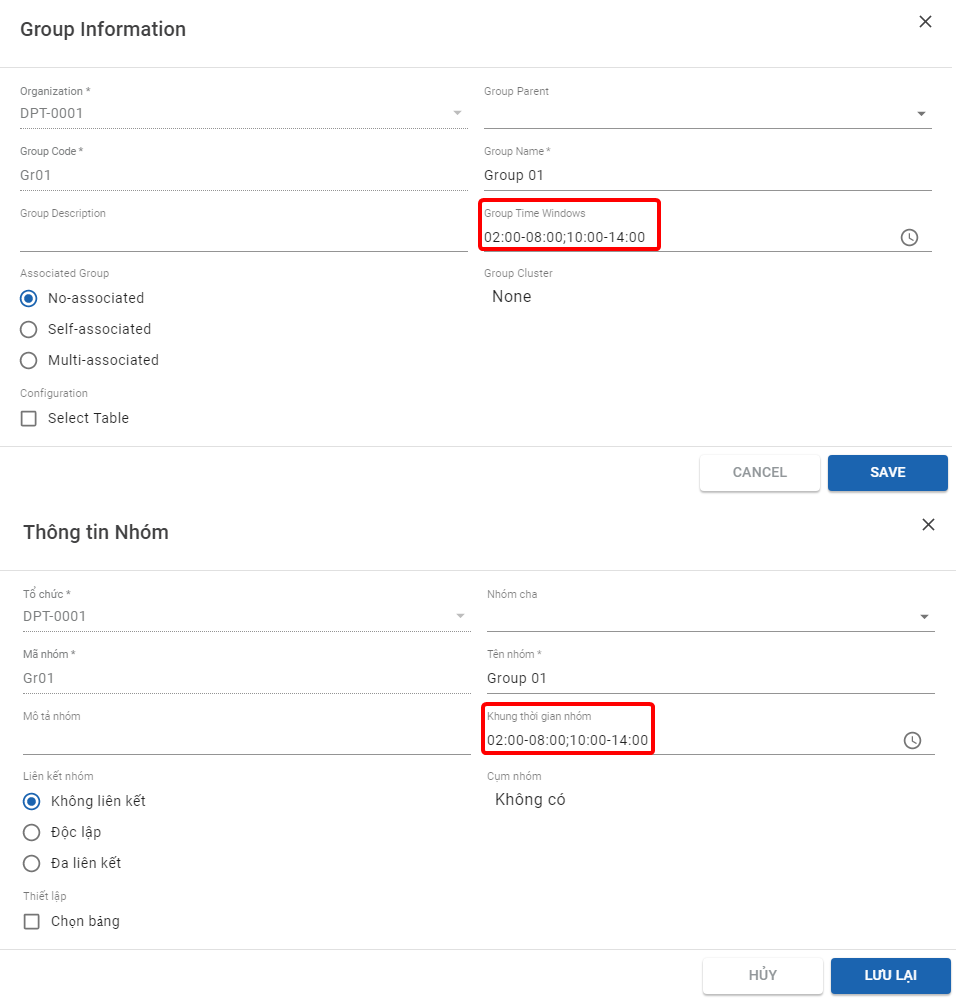 Group Information
Organization *
Group Parent
DPT-0001
Group Code *
Group Name *
Gr01
Group 01
Group Description
Group Time Windows
02:00-08:00;10:00-14:00
Associated Group
Group Cluster
No-associated
None
Self-associated
Multi-associated
Configuration
Select Table
CANCEL
SAVE
Thông tin Nhóm
Tổ chức *
Nhóm cha
DPT-0001
Mã nhóm *
Tên nhóm *
Gr01
Group 01
Mô tả nhóm
Khung thời gian nhóm
02:00-08:00;10:00-14:00
Liên kết nhóm
Cụm nhóm
Không liên kết
Không có
Độc lập
Đa liên kết
Thiết lập
Chọn bảng
HỦY
LƯU LẠI